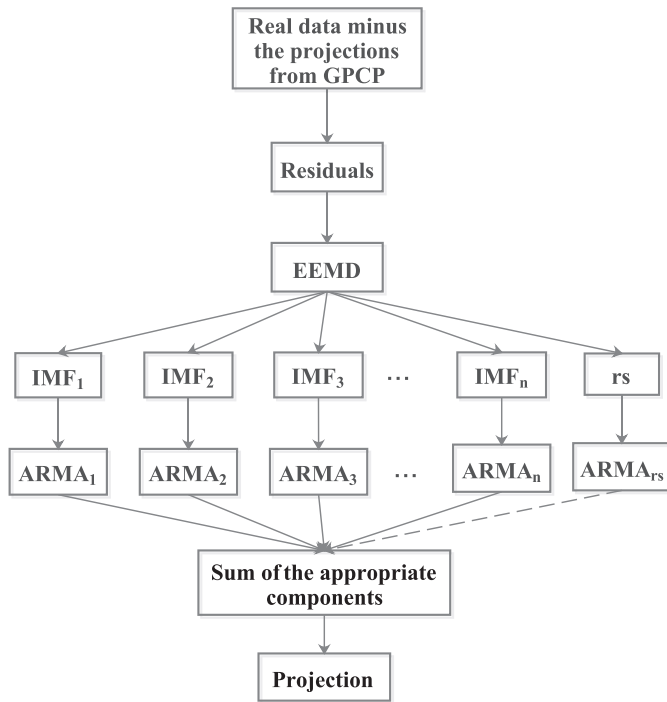 Real data minus
the projections
from GPCP
Residuals
EEMD
IMF₁ IMF₂ IMF₃ ... IMFₙ rs
ARMA₁ ARMA₂ ARMA₃ ... ARMAₙ ARMAᵣₛ
Sum of the appropriate
components
Projection